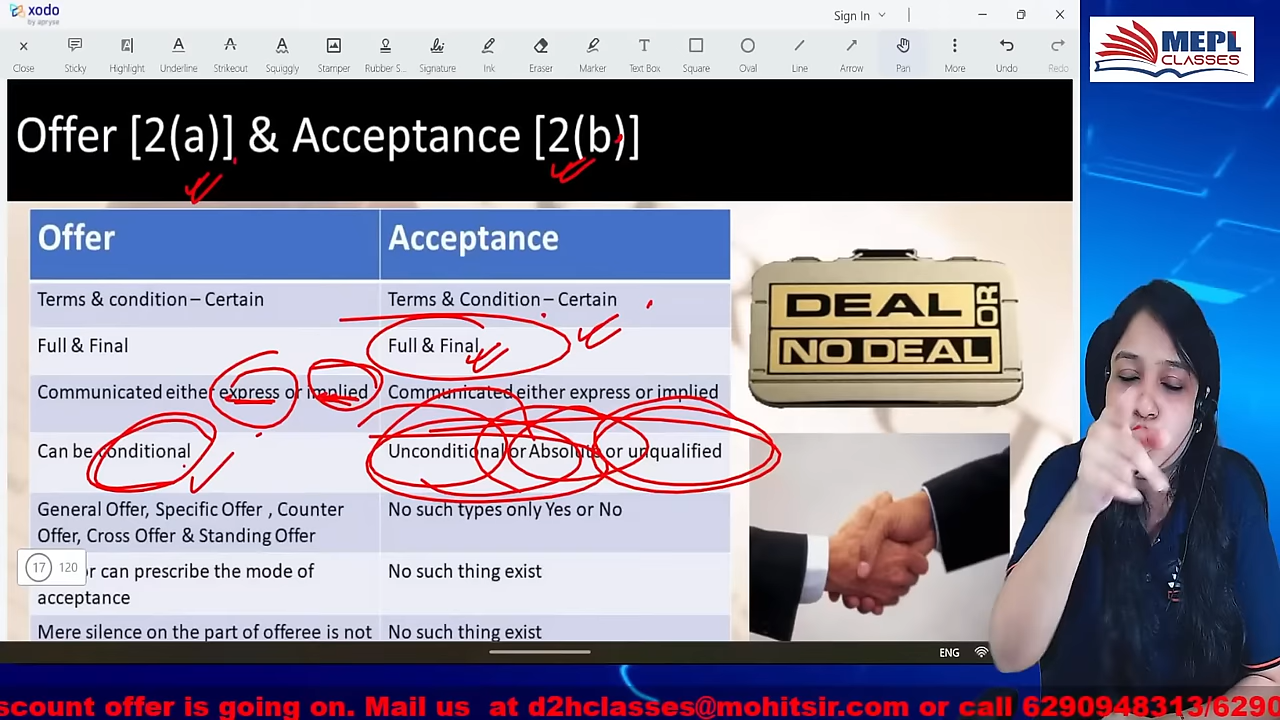 xodo
by apryse
Sign In
Close Sticky Highlight Underline Strikeout Squiggly Stamper Rubber S Signature Ink Eraser Marker Text Box Square Oval Line Arrow Pan More Undo Redo
MEPL
CLASSES
Offer [2(a)] & Acceptance [2(b)]
Offer Acceptance
Terms & condition – Certain Terms & Condition – Certain
Full & Final Full & Final
Communicated either express or implied Communicated either express or implied
Can be conditional Unconditional or Absolute or unqualified
General Offer, Specific Offer , Counter Offer, Cross Offer & Standing Offer No such types only Yes or No
17 120
can prescribe the mode of acceptance No such thing exist
Mere silence on the part of offeree is not No such thing exist
DEAL OR
NO DEAL
ENG
scount offer is going on. Mail us at d2hclasses@mohitsir.com or call 6290948313/6290